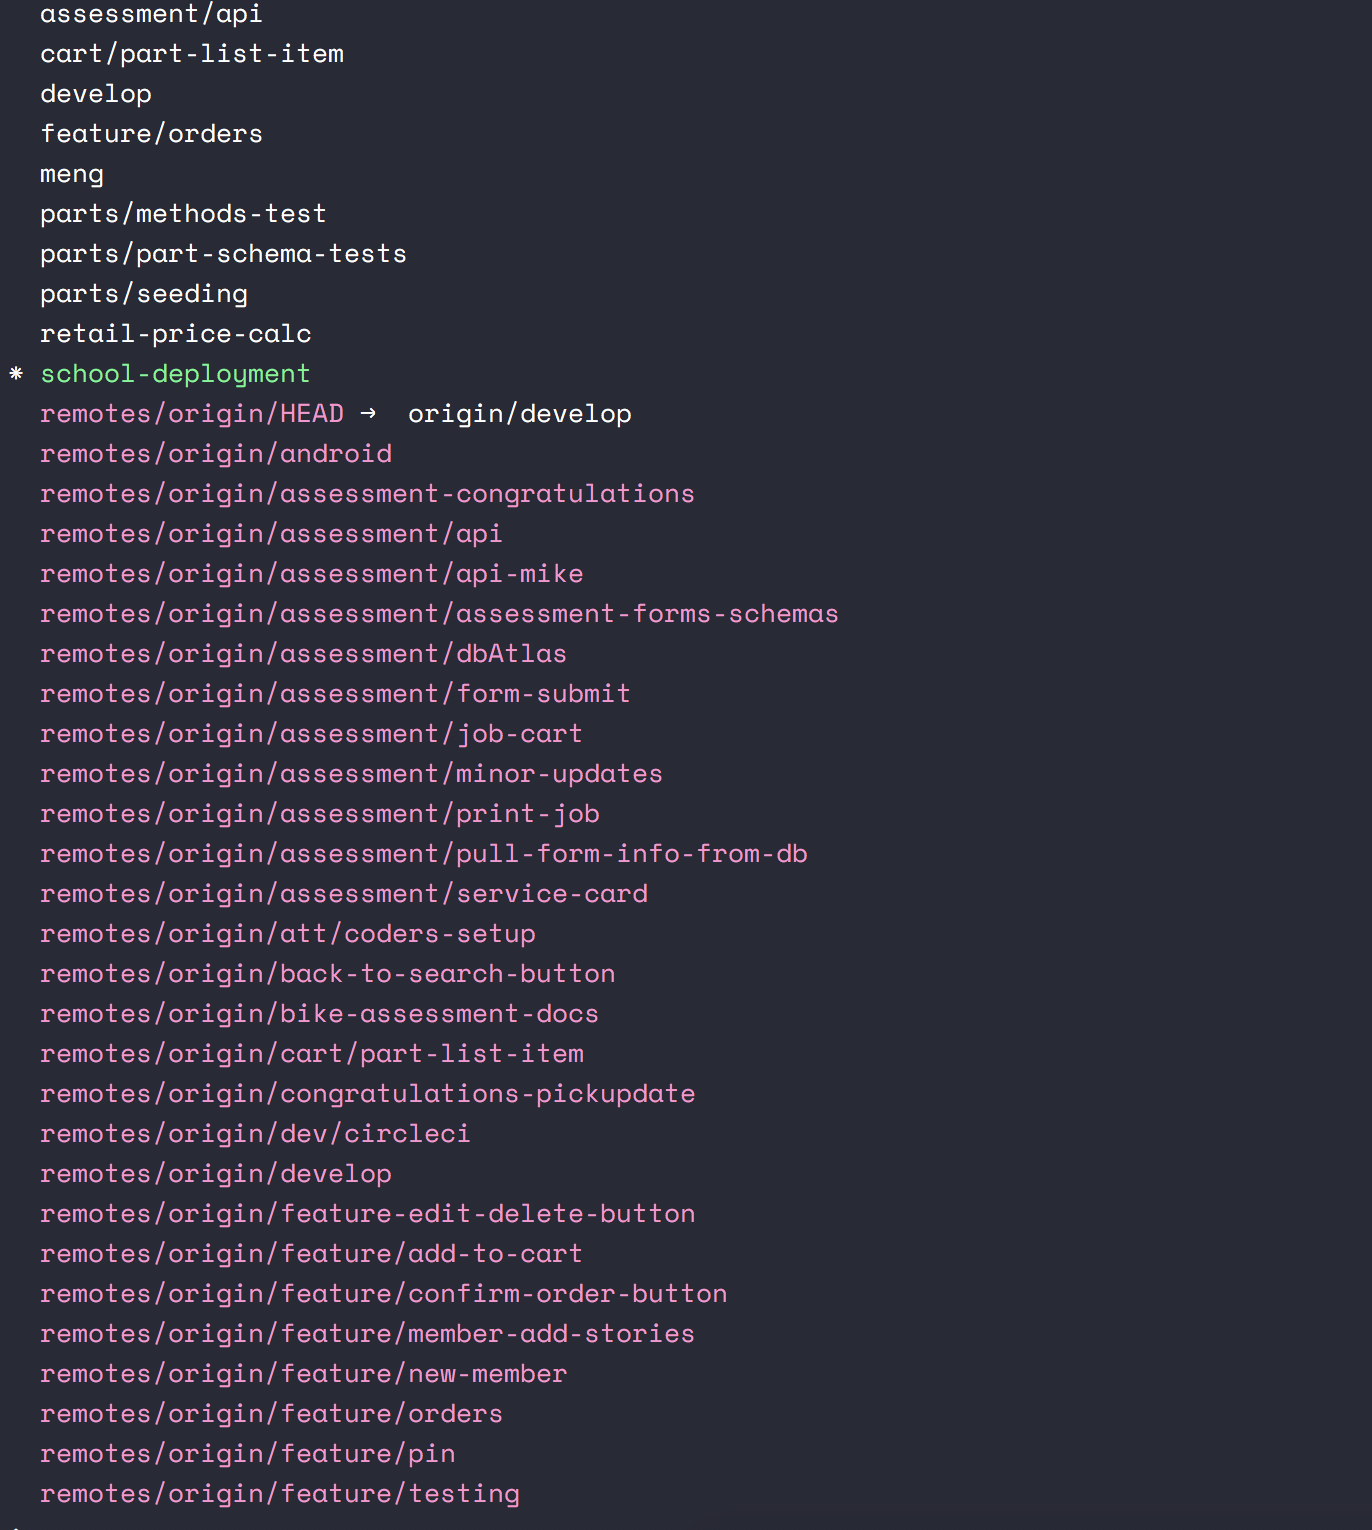 assessment/api
cart/part-list-item
develop
feature/orders
meng
parts/methods-test
parts/part-schema-tests
parts/seeding
retail-price-calc
* school-deployment
remotes/origin/HEAD → origin/develop
remotes/origin/android
remotes/origin/assessment-congratulations
remotes/origin/assessment/api
remotes/origin/assessment/api-mike
remotes/origin/assessment/assessment-forms-schemas
remotes/origin/assessment/dbAtlas
remotes/origin/assessment/form-submit
remotes/origin/assessment/job-cart
remotes/origin/assessment/minor-updates
remotes/origin/assessment/print-job
remotes/origin/assessment/pull-form-info-from-db
remotes/origin/assessment/service-card
remotes/origin/att/coders-setup
remotes/origin/back-to-search-button
remotes/origin/bike-assessment-docs
remotes/origin/cart/part-list-item
remotes/origin/congratulations-pickupdate
remotes/origin/dev/circleci
remotes/origin/develop
remotes/origin/feature-edit-delete-button
remotes/origin/feature/add-to-cart
remotes/origin/feature/confirm-order-button
remotes/origin/feature/member-add-stories
remotes/origin/feature/new-member
remotes/origin/feature/orders
remotes/origin/feature/pin
remotes/origin/feature/testing